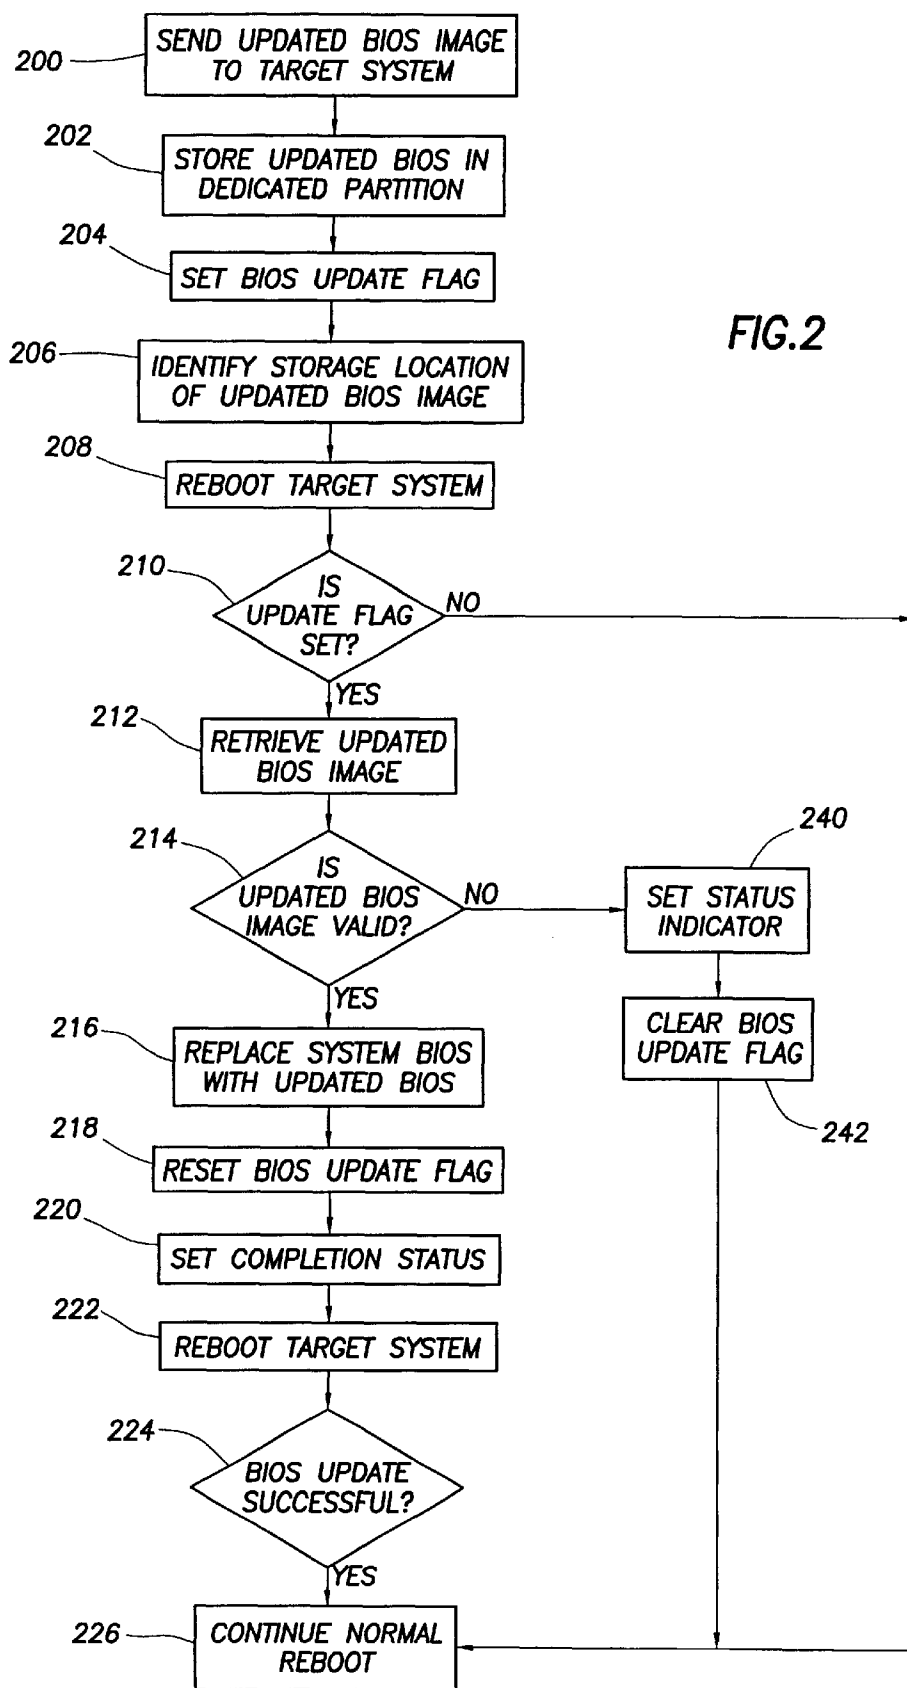 200
SEND UPDATED BIOS IMAGE
TO TARGET SYSTEM
202
STORE UPDATED BIOS IN
DEDICATED PARTITION
204
SET BIOS UPDATE FLAG
FIG.2
206
IDENTIFY STORAGE LOCATION
OF UPDATED BIOS IMAGE
208
REBOOT TARGET SYSTEM
210
IS
UPDATE FLAG
SET?
NO
YES
212
RETRIEVE UPDATED
BIOS IMAGE
214
IS
UPDATED BIOS
IMAGE VALID?
NO
240
SET STATUS
INDICATOR
YES
216
REPLACE SYSTEM BIOS
WITH UPDATED BIOS
CLEAR BIOS
UPDATE FLAG
242
218
RESET BIOS UPDATE FLAG
220
SET COMPLETION STATUS
222
REBOOT TARGET SYSTEM
224
BIOS UPDATE
SUCCESSFUL?
YES
226
CONTINUE NORMAL
REBOOT